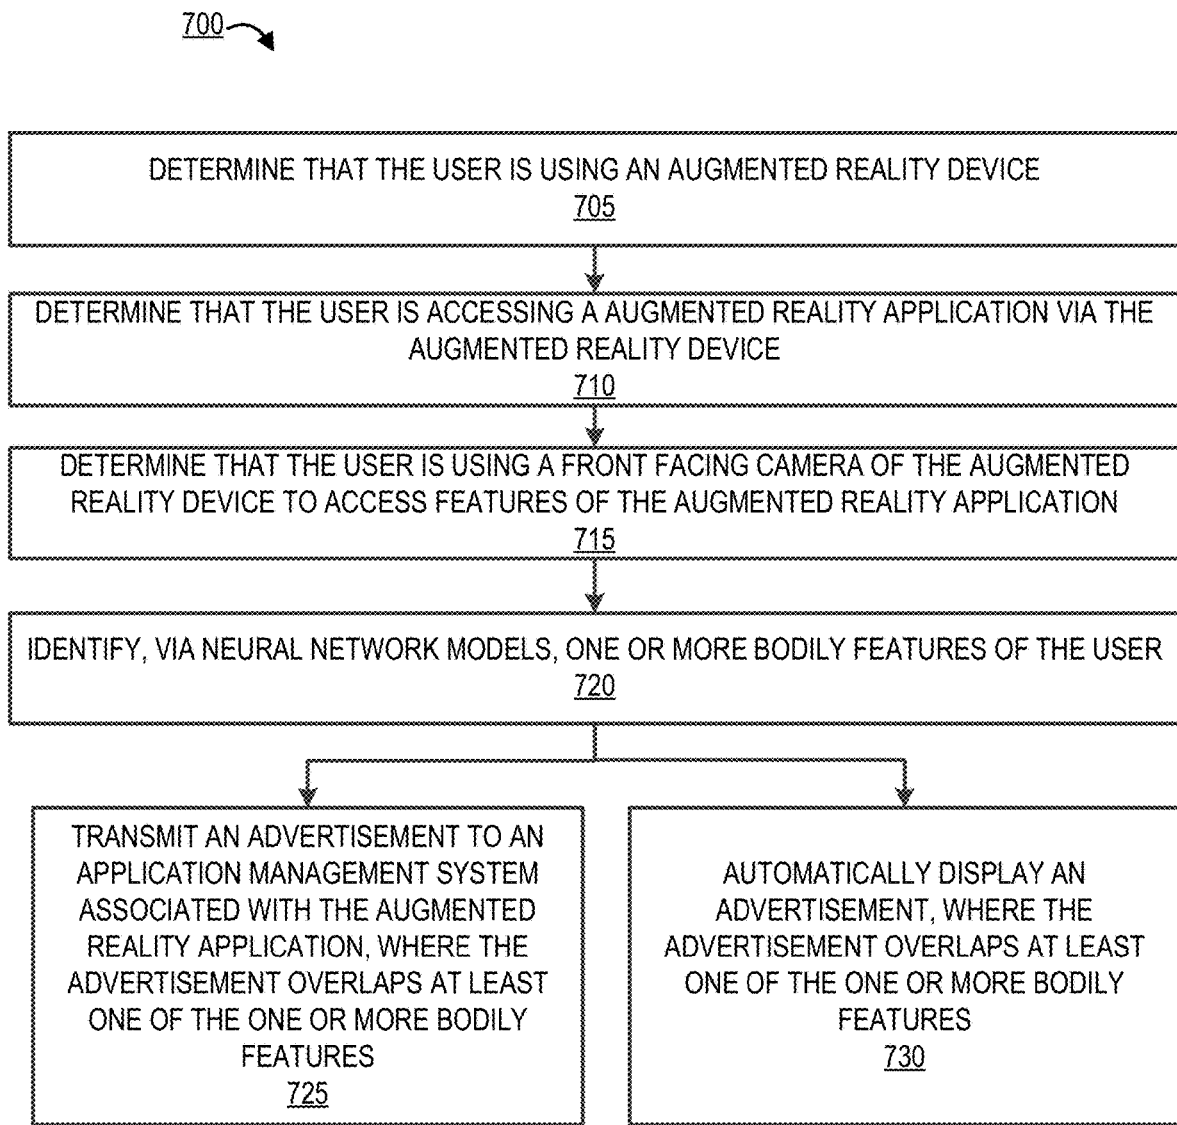 700
DETERMINE THAT THE USER IS USING AN AUGMENTED REALITY DEVICE
705
DETERMINE THAT THE USER IS ACCESSING A AUGMENTED REALITY APPLICATION VIA THE
AUGMENTED REALITY DEVICE
710
DETERMINE THAT THE USER IS USING A FRONT FACING CAMERA OF THE AUGMENTED
REALITY DEVICE TO ACCESS FEATURES OF THE AUGMENTED REALITY APPLICATION
715
IDENTIFY, VIA NEURAL NETWORK MODELS, ONE OR MORE BODILY FEATURES OF THE USER
720
TRANSMIT AN ADVERTISEMENT TO AN
APPLICATION MANAGEMENT SYSTEM
ASSOCIATED WITH THE AUGMENTED
REALITY APPLICATION, WHERE THE
ADVERTISEMENT OVERLAPS AT LEAST
ONE OF THE ONE OR MORE BODILY
FEATURES
725
AUTOMATICALLY DISPLAY AN
ADVERTISEMENT, WHERE THE
ADVERTISEMENT OVERLAPS AT LEAST
ONE OF THE ONE OR MORE BODILY
FEATURES
730